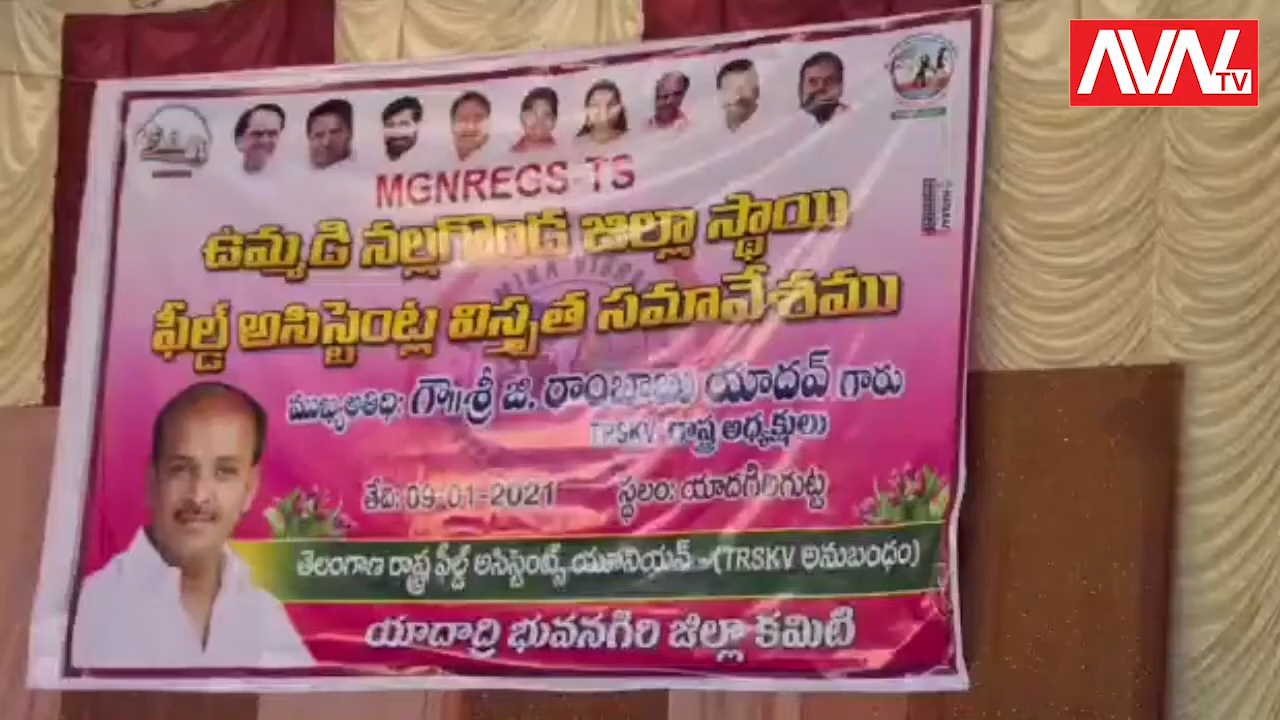 AVN TV
MGNREGS-TS
ఉమ్మడి నల్లగొండ జిల్లా స్థాయి
ఫీల్డ్ అసిస్టెంట్ల విస్తృత సమావేశము
ముఖ్యఅతిథి: గౌ||శ్రీ జి. రాంబాబు యాదవ్ గారు
TRSKV రాష్ట్ర అధ్యక్షులు
తేది: 09-01-2021 స్థలం: యాదగిరిగుట్ట
తెలంగాణ రాష్ట్ర ఫీల్డ్ అసిస్టెంట్స్ యూనియన్ -(TRSKV అనుబంధం)
యాదాద్రి భువనగిరి జిల్లా కమిటి